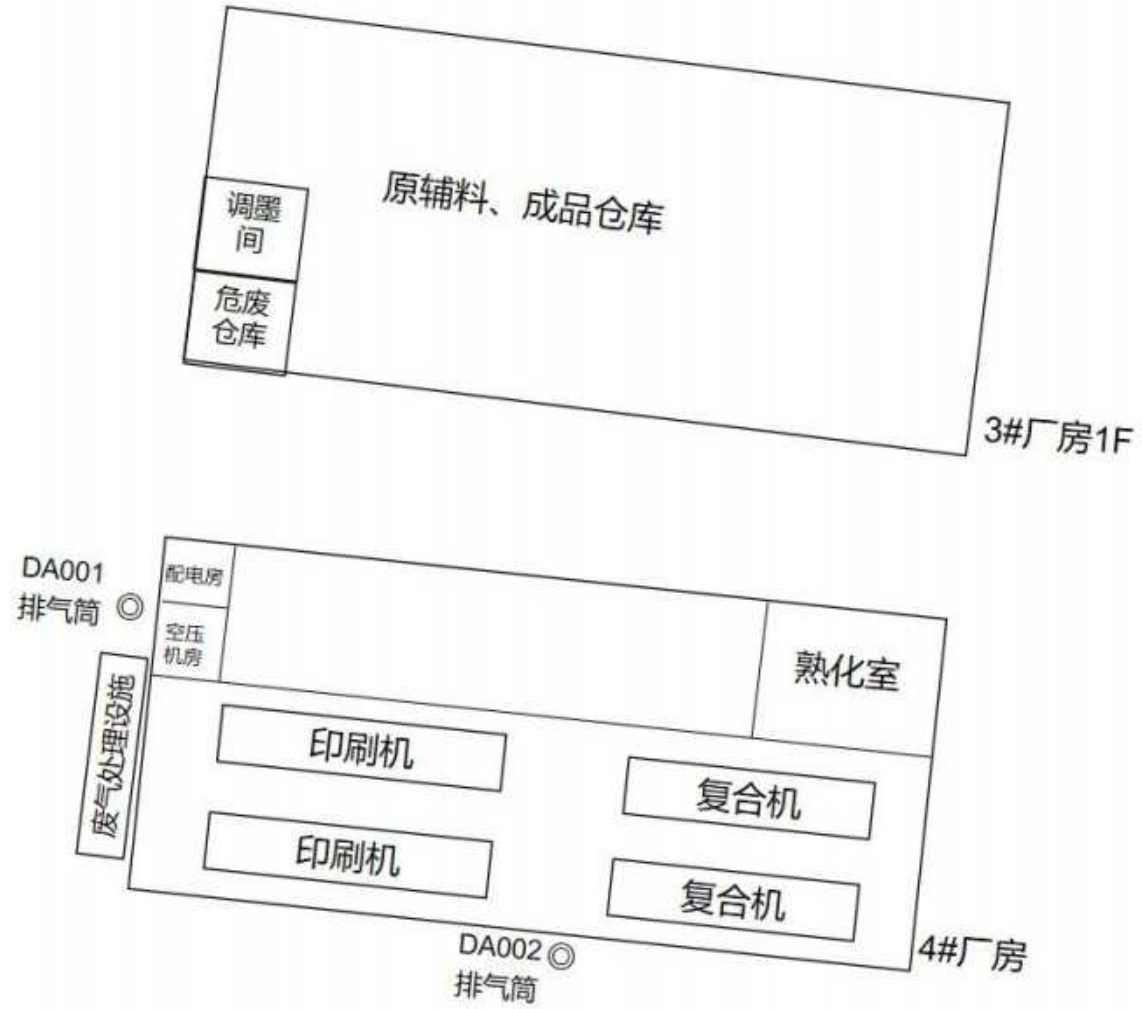 原辅料、成品仓库
调墨
间
危废
仓库
3#厂房1F
DA001
排气筒
配电房
空压
机房
熟化室
废气处理设施
印刷机
复合机
印刷机
复合机
DA002
排气筒
4#厂房